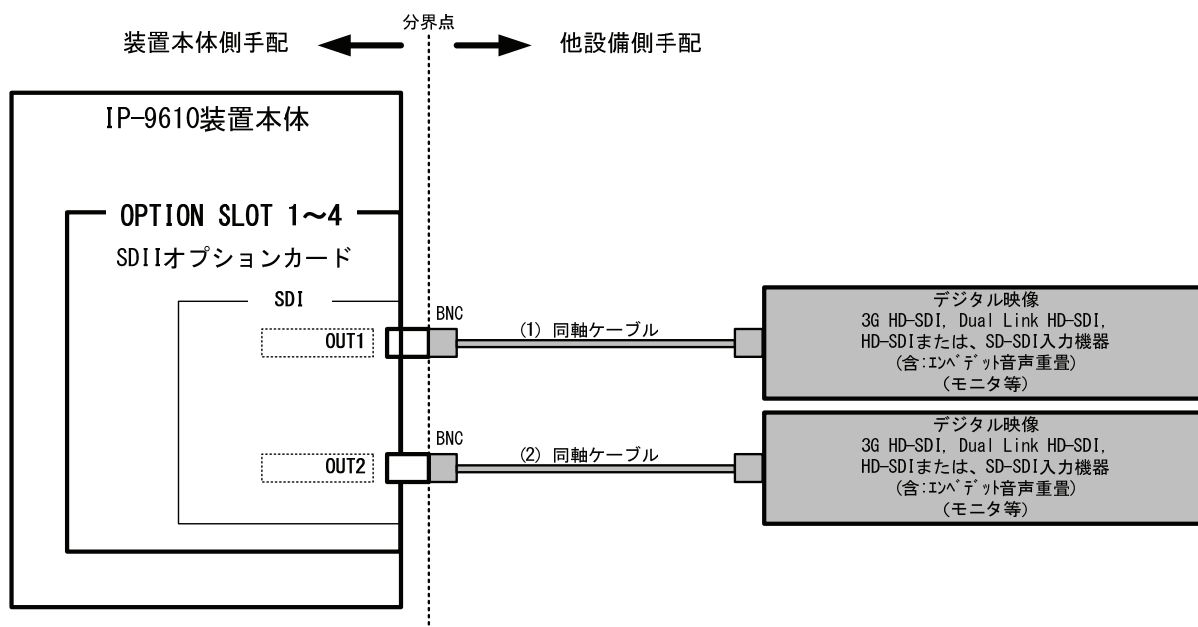 分界点
装置本体側手配
他設備側手配
IP-9610装置本体
OPTION SLOT 1～4
SDIIオプションカード
SDI
BNC
OUT1
(1) 同軸ケーブル
デジタル映像
3G HD-SDI, Dual Link HD-SDI,
HD-SDIまたは、SD-SDI入力機器
(含:ｴﾝﾍﾞﾃﾞｯﾄ音声重畳)
(モニタ等)
BNC
OUT2
(2) 同軸ケーブル
デジタル映像
3G HD-SDI, Dual Link HD-SDI,
HD-SDIまたは、SD-SDI入力機器
(含:ｴﾝﾍﾞﾃﾞｯﾄ音声重畳)
(モニタ等)